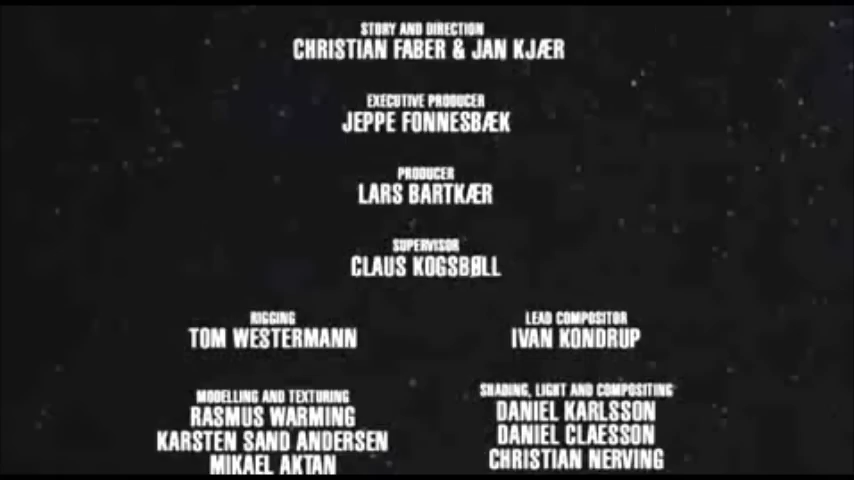 STORY AND DIRECTION
CHRISTIAN FABER & JAN KJÆR
EXECUTIVE PRODUCER
JEPPE FONNESBÆK
PRODUCER
LARS BARTKÆR
SUPERVISOR
CLAUS KOGSBØLL
RIGGING
TOM WESTERMANN
LEAD COMPOSITOR
IVAN KONDRUP
MODELLING AND TEXTURING
RASMUS WARMING
KARSTEN SAND ANDERSEN
MIKAEL AKTAN
SHADING, LIGHT AND COMPOSITING
DANIEL KARLSSON
DANIEL CLAESSON
CHRISTIAN NERVING